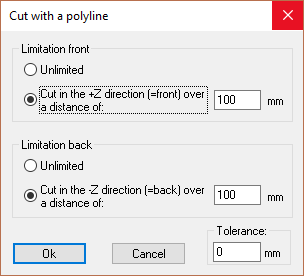 Cut with a polyline
Limitation front
Unlimited
Cut in the +Z direction (=front) over
a distance of:
100 mm
Limitation back
Unlimited
Cut in the -Z direction (=back) over
a distance of:
100 mm
Tolerance:
0 mm
Ok
Cancel